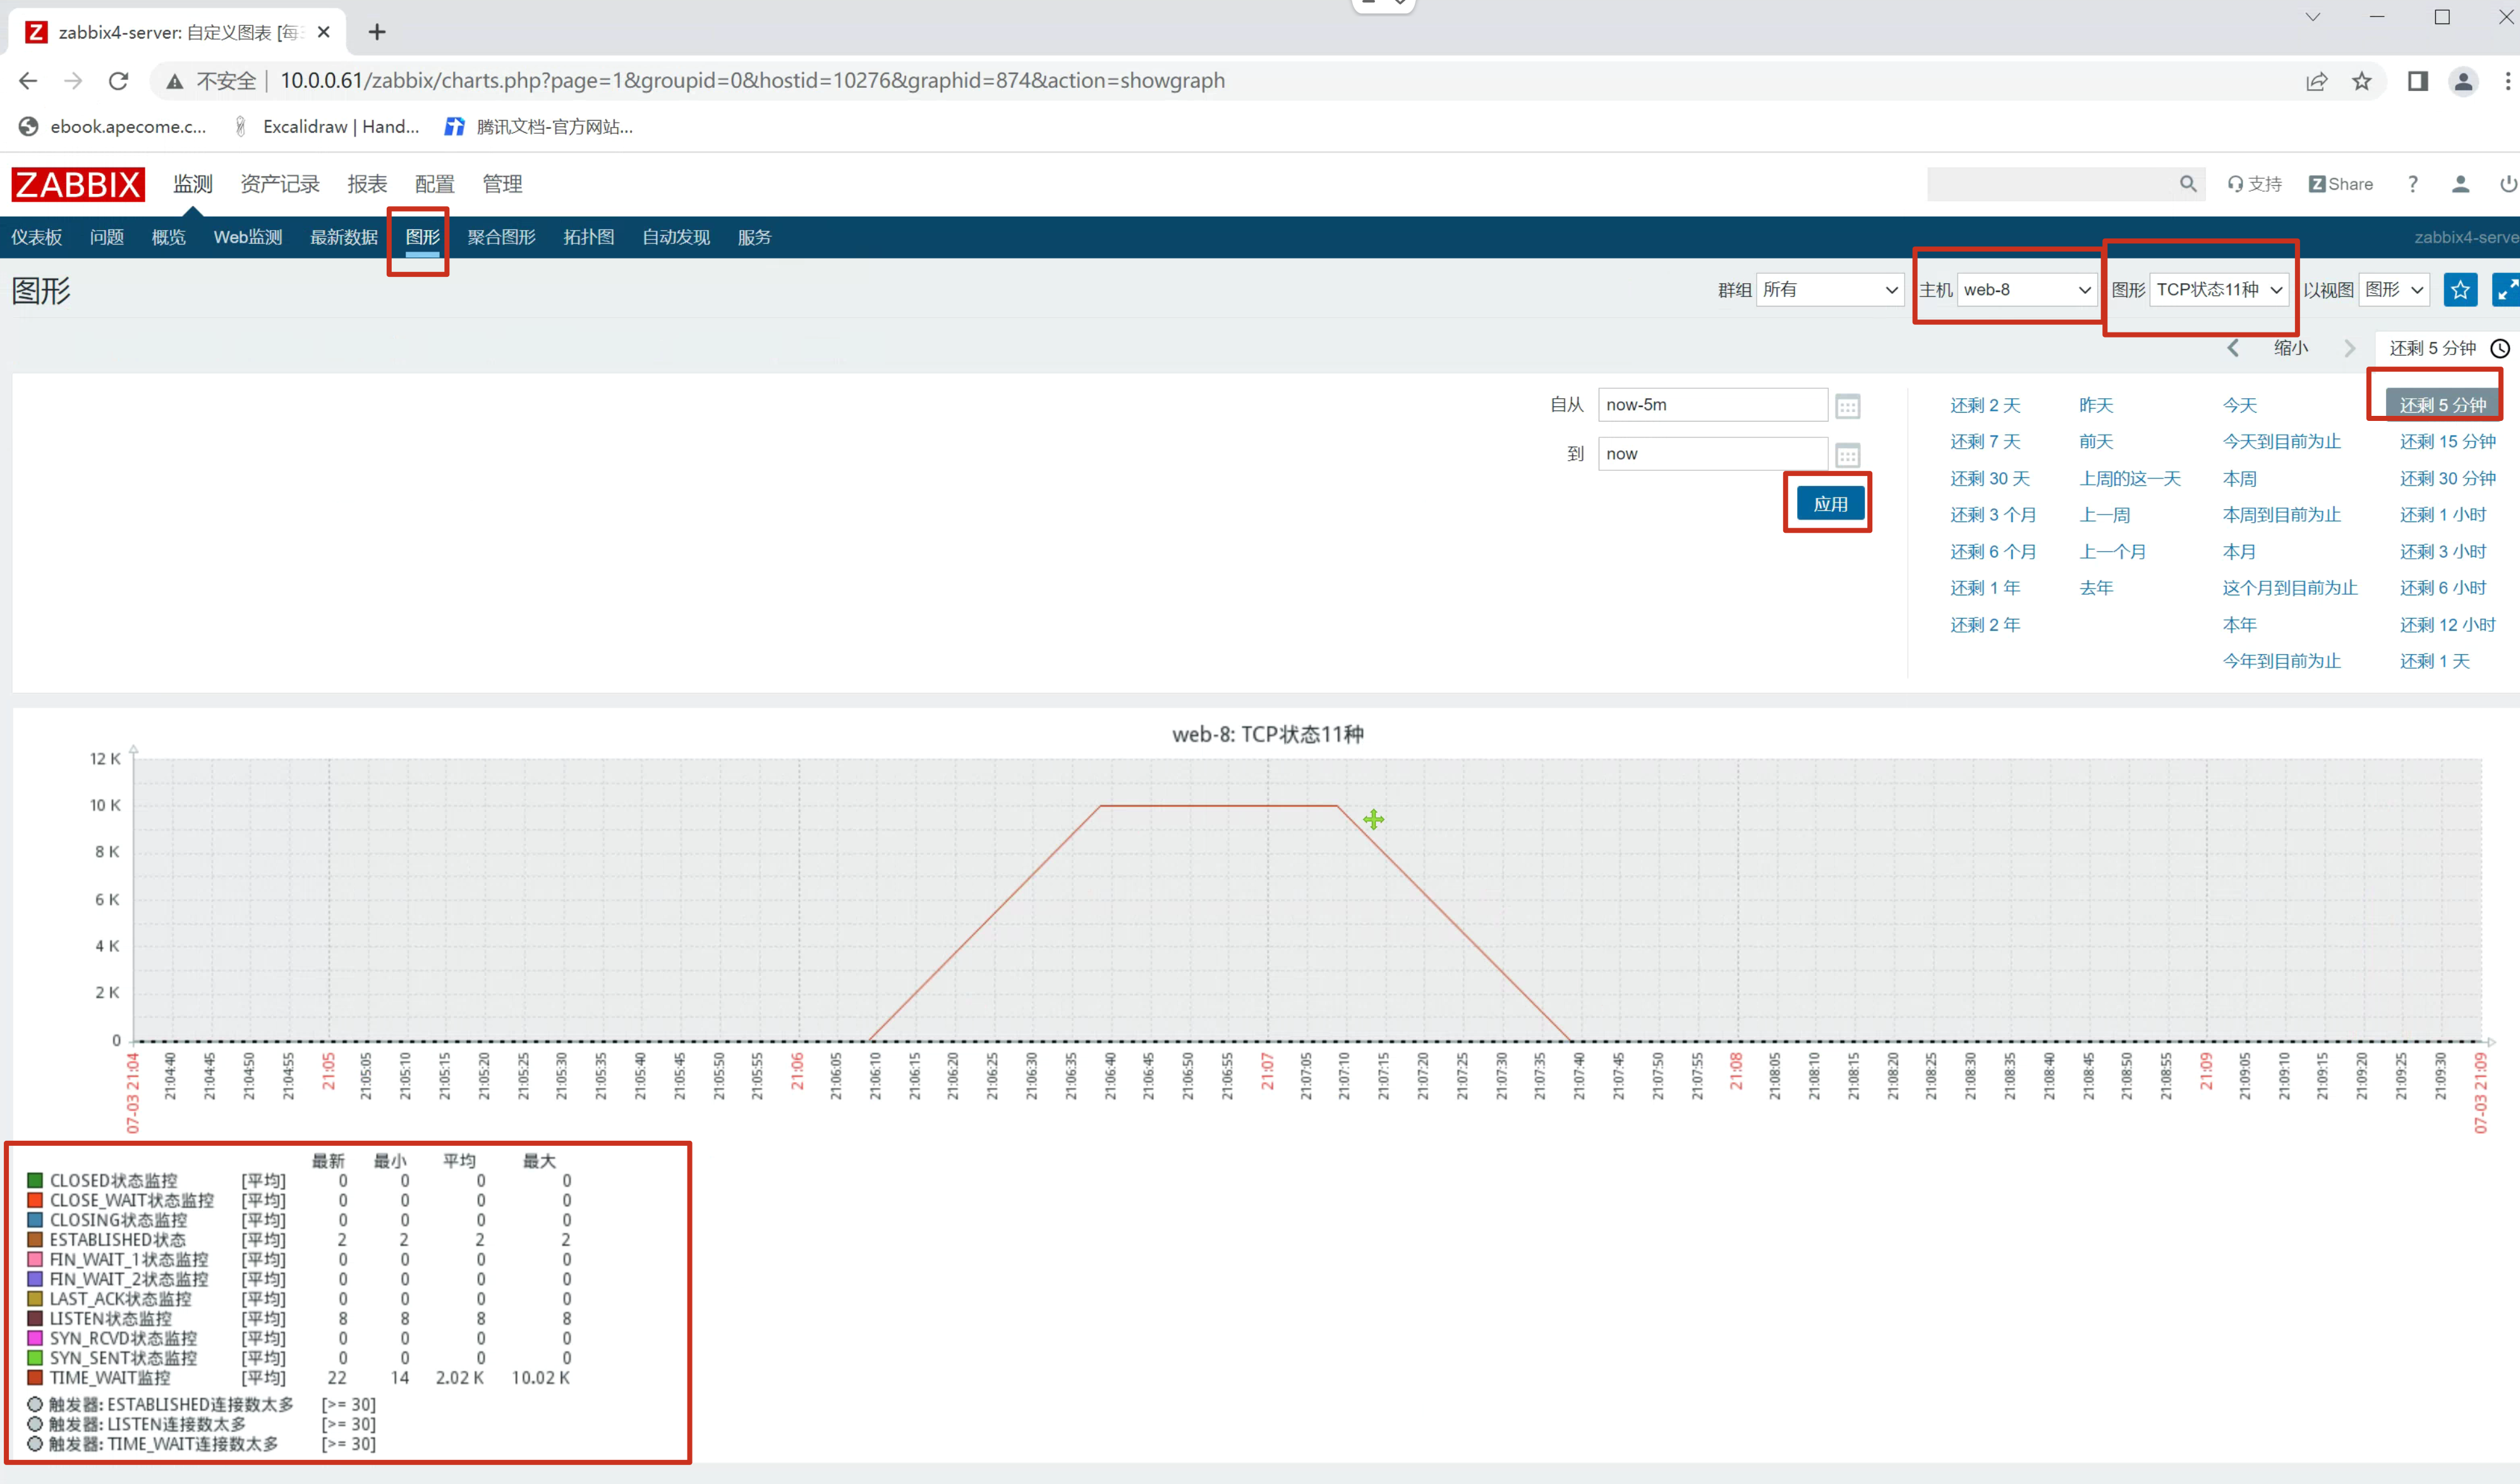 zabbix4-server: 自定义图表 [每
不安全 | 10.0.0.61/zabbix/charts.php?page=1&groupid=0&hostid=10276&graphid=874&action=showgraph
ebook.apecome.c... Excalidraw | Hand... 腾讯文档-官方网站...
ZABBIX 监测 资产记录 报表 配置 管理 支持 Z Share ?
仪表板 问题 概览 Web监测 最新数据 图形 聚合图形 拓扑图 自动发现 服务 zabbix4-serve
图形 群组 所有 主机 web-8 图形 TCP状态11种 以视图 图形
缩小 还剩 5 分钟
自从 now-5m 还剩 2 天 昨天 今天 还剩 5 分钟
还剩 7 天 前天 今天到目前为止 还剩 15 分钟
到 now
还剩 30 天 上周的这一天 本周 还剩 30 分钟
应用
还剩 3 个月 上一周 本周到目前为止 还剩 1 小时
还剩 6 个月 上一个月 本月 还剩 3 小时
还剩 1 年 去年 这个月到目前为止 还剩 6 小时
还剩 2 年 本年 还剩 12 小时
今年到目前为止 还剩 1 天
web-8: TCP状态11种
12 K
10 K
8 K
6 K
4 K
2 K
0
07-03 21:04 21:04:40 21:04:45 21:04:50 21:04:55 21:05 21:05:05 21:05:10 21:05:15 21:05:20 21:05:25 21:05:30 21:05:35 21:05:40 21:05:45 21:05:50 21:05:55 21:06 21:06:05 21:06:10 21:06:15 21:06:20 21:06:25 21:06:30 21:06:35 21:06:40 21:06:45 21:06:50 21:06:55 21:07 21:07:05 21:07:10 21:07:15 21:07:20 21:07:25 21:07:30 21:07:35 21:07:40 21:07:45 21:07:50 21:07:55 21:08 21:08:05 21:08:10 21:08:15 21:08:20 21:08:25 21:08:30 21:08:35 21:08:40 21:08:45 21:08:50 21:08:55 21:09 21:09:05 21:09:10 21:09:15 21:09:20 21:09:25 21:09:30 07-03 21:09
最新 最小 平均 最大
CLOSED状态监控 [平均] 0 0 0 0
CLOSE_WAIT状态监控 [平均] 0 0 0 0
CLOSING状态监控 [平均] 0 0 0 0
ESTABLISHED状态 [平均] 2 2 2 2
FIN_WAIT_1状态监控 [平均] 0 0 0 0
FIN_WAIT_2状态监控 [平均] 0 0 0 0
LAST_ACK状态监控 [平均] 0 0 0 0
LISTEN状态监控 [平均] 8 8 8 8
SYN_RCVD状态监控 [平均] 0 0 0 0
SYN_SENT状态监控 [平均] 0 0 0 0
TIME_WAIT监控 [平均] 22 14 2.02 K 10.02 K
触发器: ESTABLISHED连接数太多 [>= 30]
触发器: LISTEN连接数太多 [>= 30]
触发器: TIME_WAIT连接数太多 [>= 30]